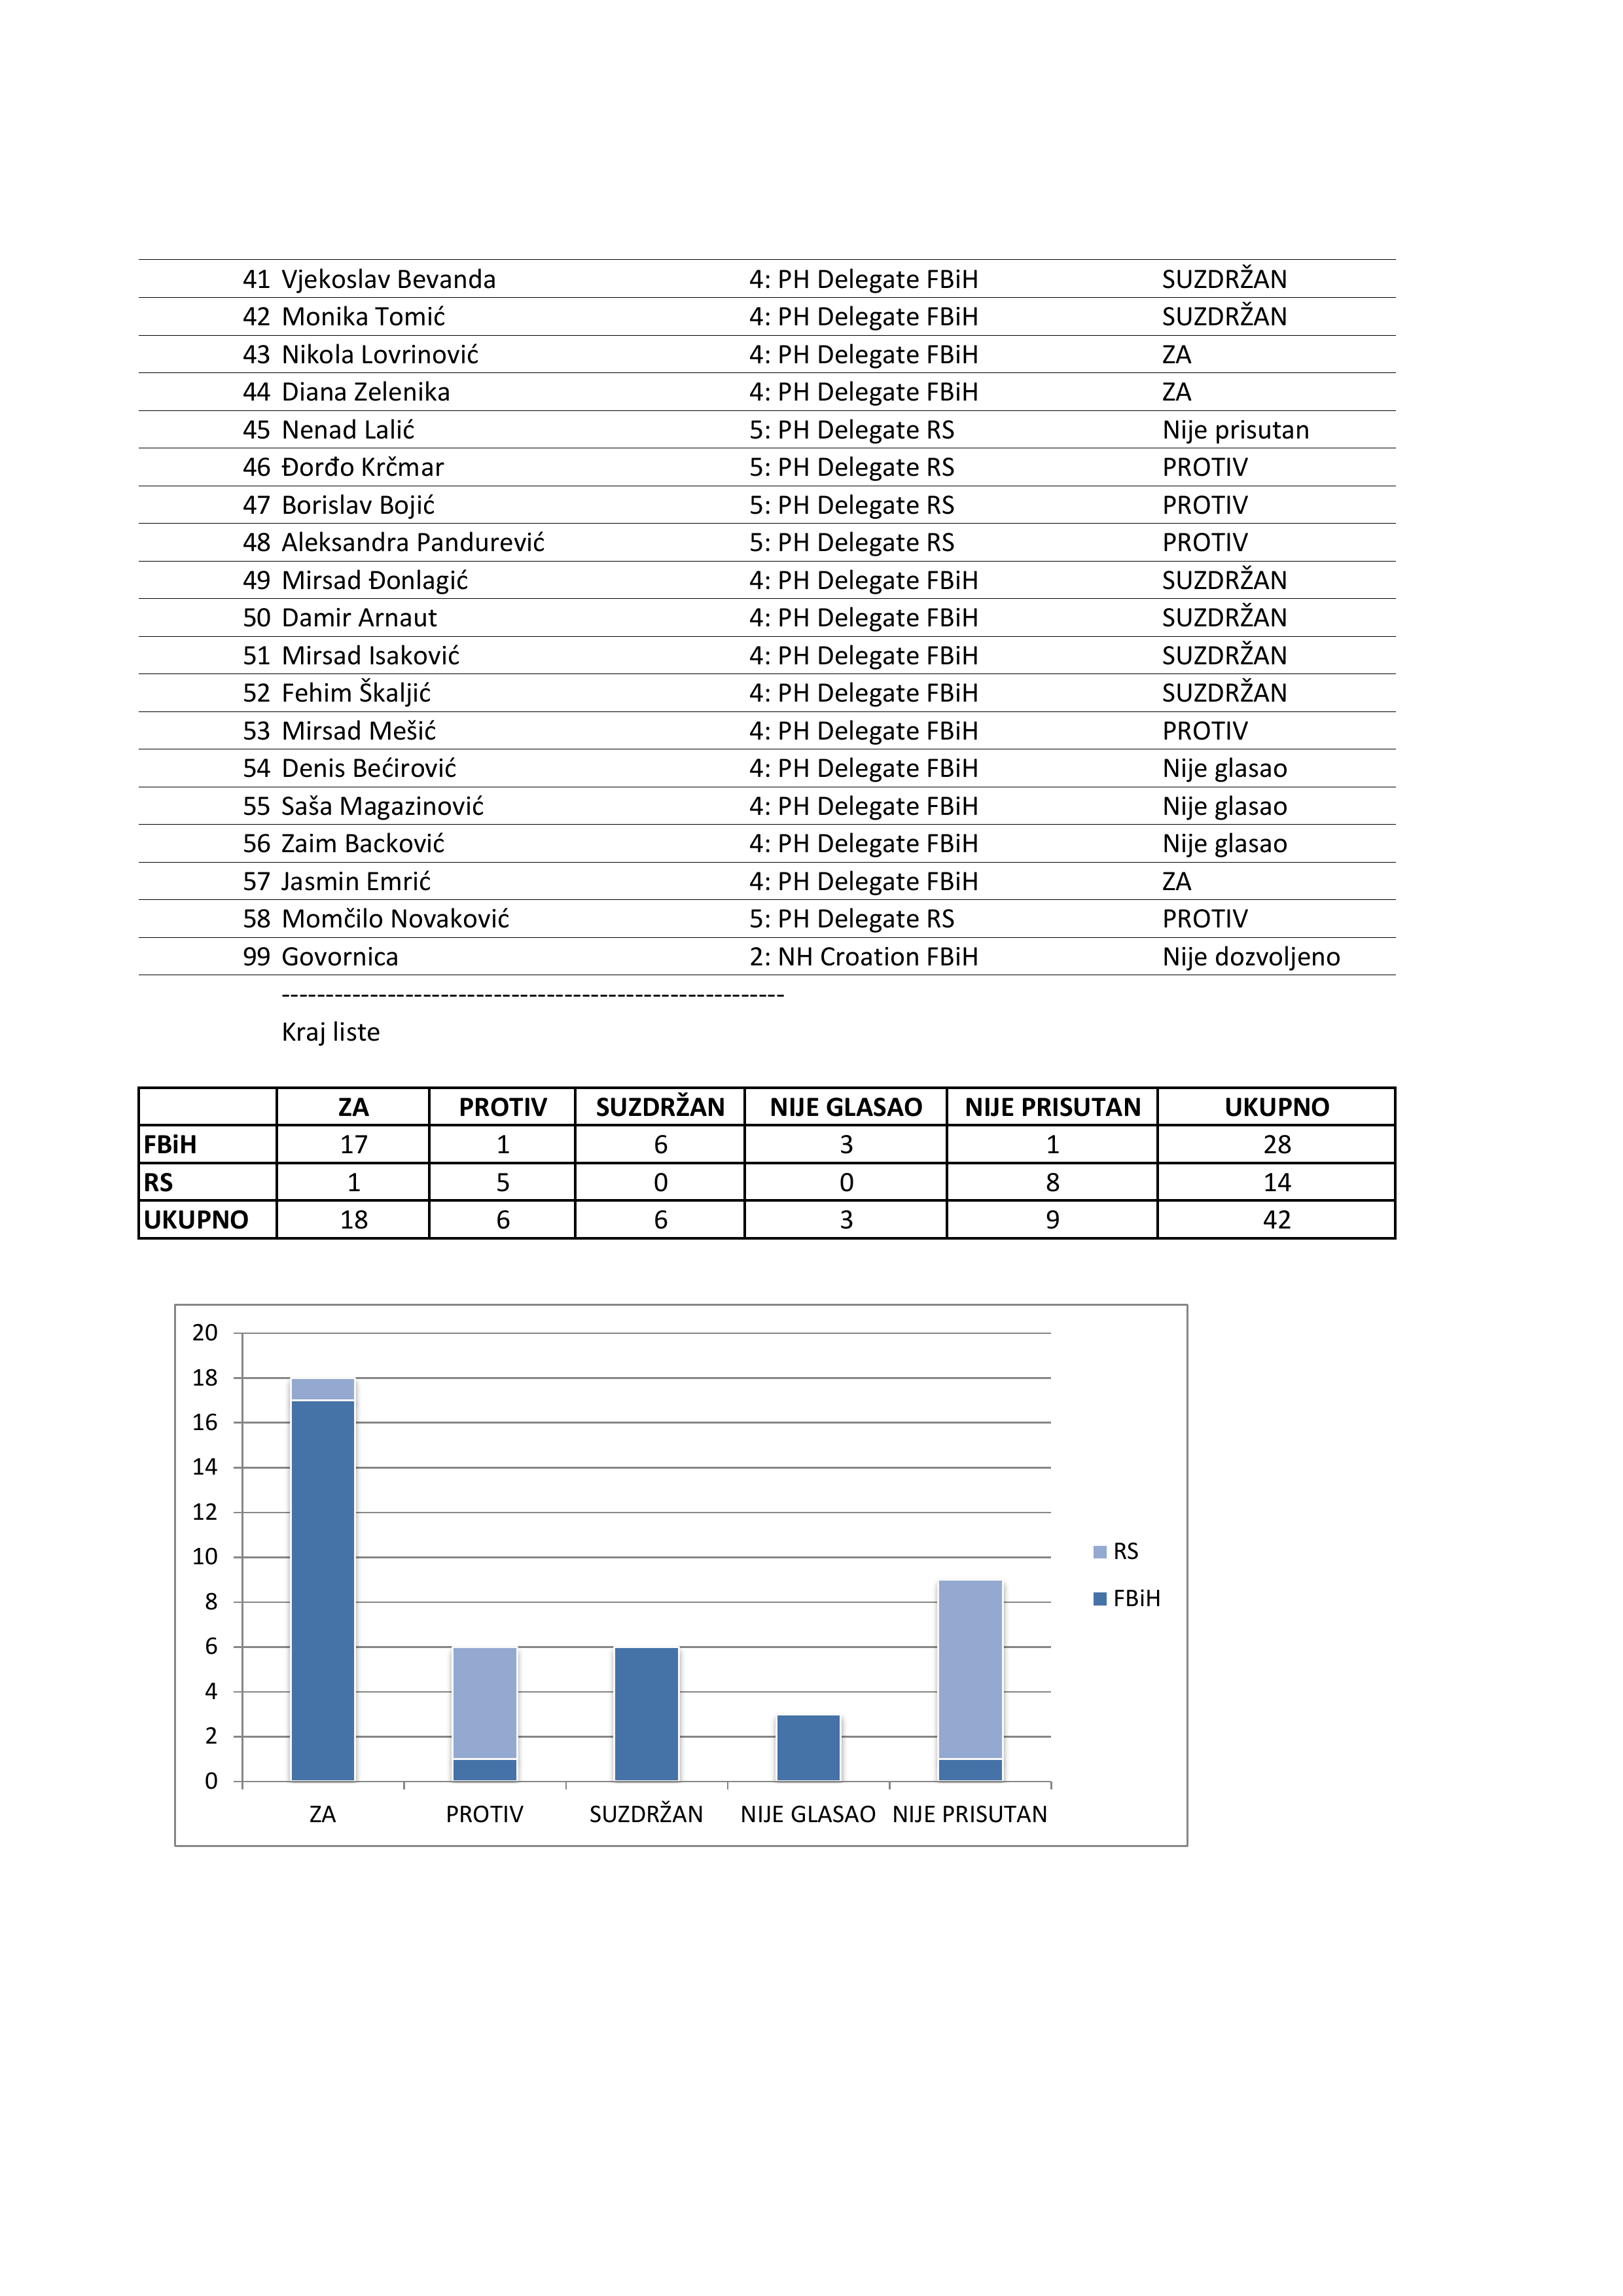 41 Vjekoslav Bevanda 4: PH Delegate FBiH SUZDRŽAN
42 Monika Tomić 4: PH Delegate FBiH SUZDRŽAN
43 Nikola Lovrinović 4: PH Delegate FBiH ZA
44 Diana Zelenika 4: PH Delegate FBiH ZA
45 Nenad Lalić 5: PH Delegate RS Nije prisutan
46 Đorđo Krčmar 5: PH Delegate RS PROTIV
47 Borislav Bojić 5: PH Delegate RS PROTIV
48 Aleksandra Pandurević 5: PH Delegate RS PROTIV
49 Mirsad Đonlagić 4: PH Delegate FBiH SUZDRŽAN
50 Damir Arnaut 4: PH Delegate FBiH SUZDRŽAN
51 Mirsad Isaković 4: PH Delegate FBiH SUZDRŽAN
52 Fehim Škaljić 4: PH Delegate FBiH SUZDRŽAN
53 Mirsad Mešić 4: PH Delegate FBiH PROTIV
54 Denis Bećirović 4: PH Delegate FBiH Nije glasao
55 Saša Magazinović 4: PH Delegate FBiH Nije glasao
56 Zaim Backović 4: PH Delegate FBiH Nije glasao
57 Jasmin Emrić 4: PH Delegate FBiH ZA
58 Momčilo Novaković 5: PH Delegate RS PROTIV
99 Govornica 2: NH Croation FBiH Nije dozvoljeno
---------------------------------------------------------
Kraj liste
ZA PROTIV SUZDRŽAN NIJE GLASAO NIJE PRISUTAN UKUPNO
FBiH 17 1 6 3 1 28
RS 1 5 0 0 8 14
UKUPNO 18 6 6 3 9 42
20
18
16
14
12
10
8
6
4
2
0
ZA PROTIV SUZDRŽAN NIJE GLASAO NIJE PRISUTAN
RS
FBiH